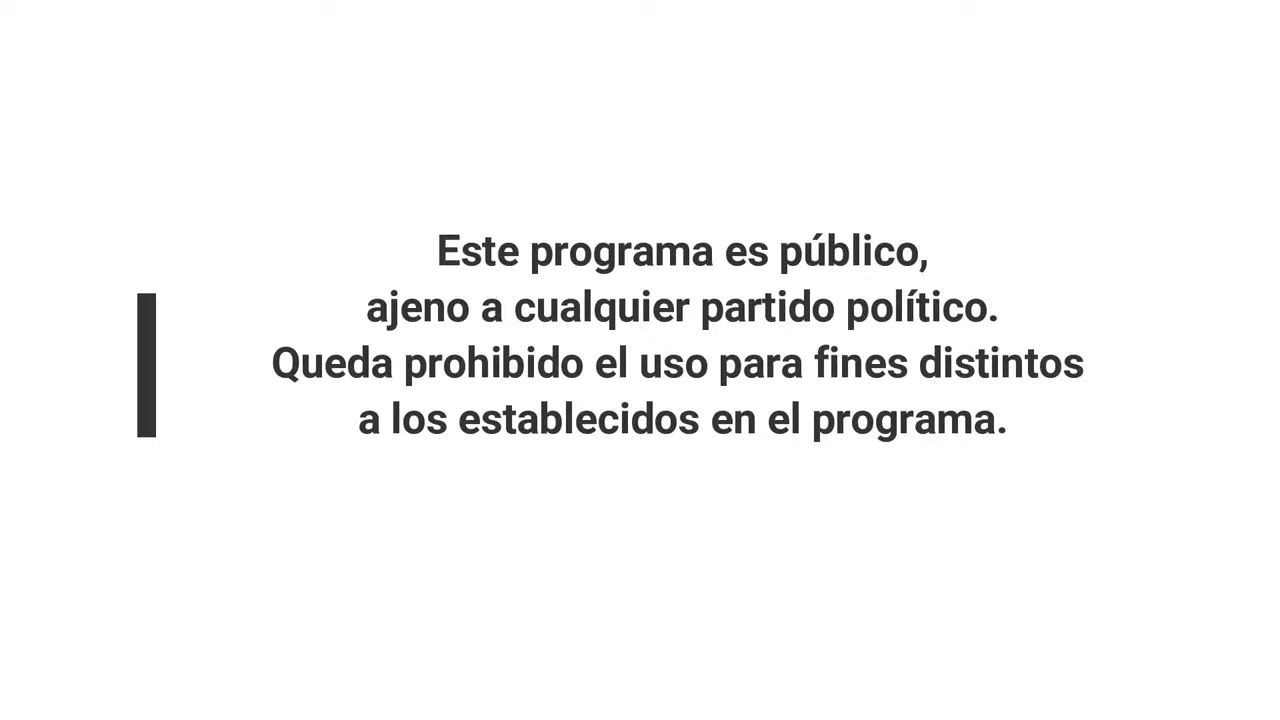 Este programa es público,
ajeno a cualquier partido político.
Queda prohibido el uso para fines distintos
a los establecidos en el programa.